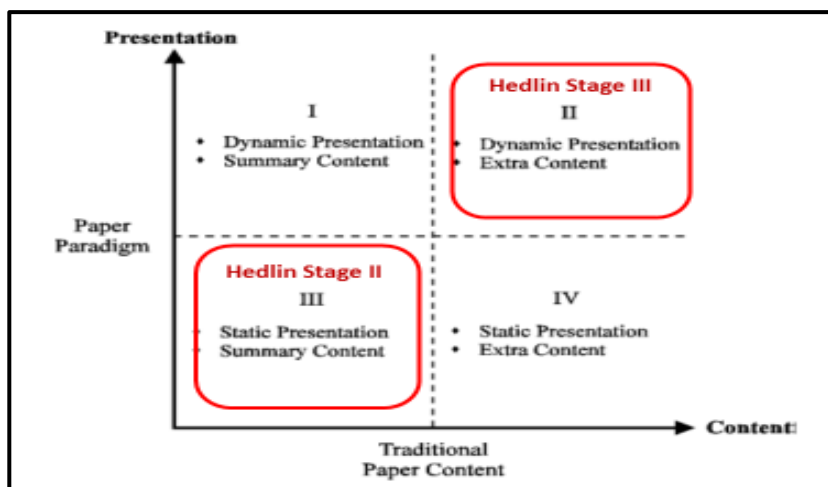 Presentation
Hedlin Stage III
I
II
• Dynamic Presentation
• Summary Content
• Dynamic Presentation
• Extra Content
Paper
Paradigm
Hedlin Stage II
III
IV
Static Presentation
Summary Content
• Static Presentation
• Extra Content
Content
Traditional
Paper Content